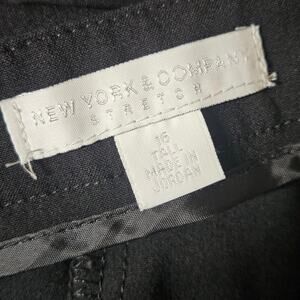 NEW YORK & COMPANY
STRETCH
16
TALL
MADE IN
JORDAN